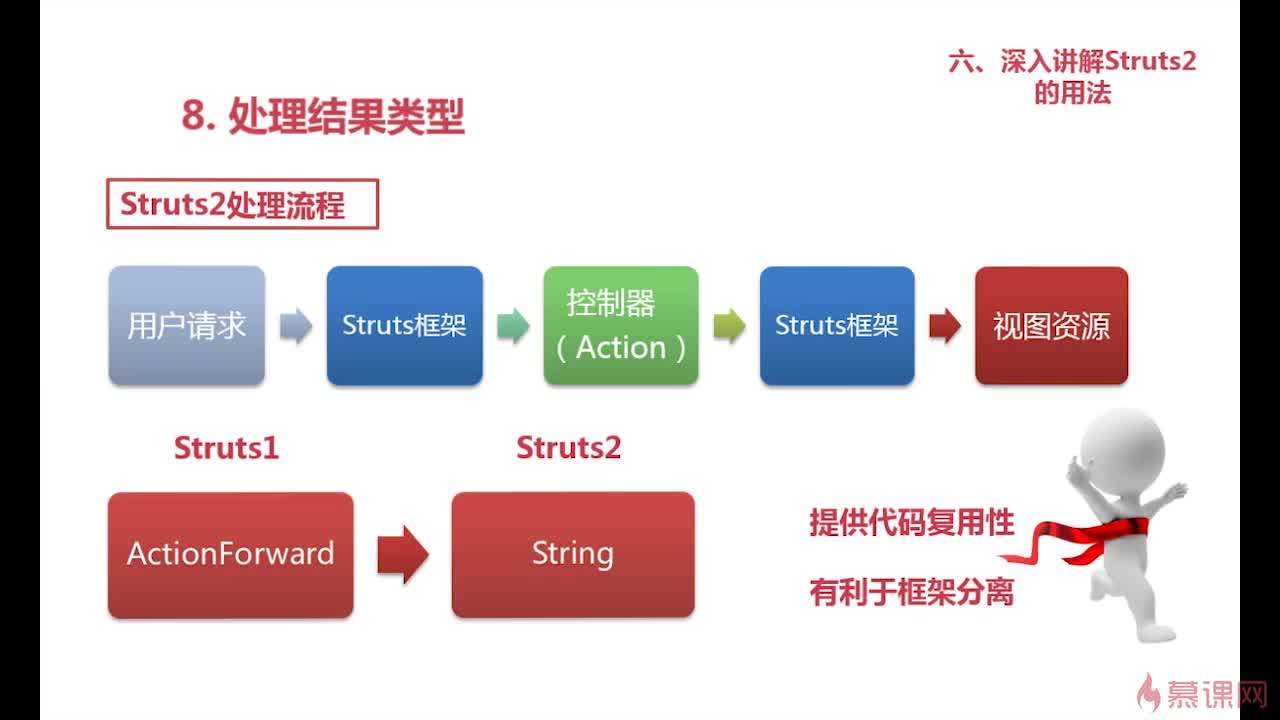 六、深入讲解Struts2
的用法
8. 处理结果类型
Struts2处理流程
用户请求
Struts框架
控制器
（Action）
Struts框架
视图资源
Struts1
Struts2
ActionForward
String
提供代码复用性
有利于框架分离
慕课网